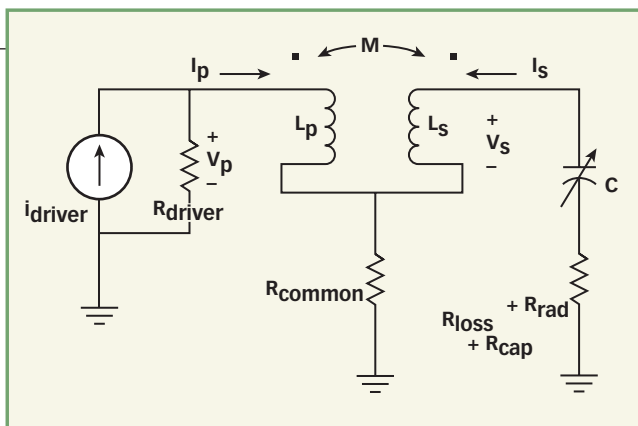 M
Ip
Is
Lp
Ls
+
Vp
−
Rdriver
idriver
+
Vs
−
C
Rcommon
Rloss + Rrad
+ Rcap